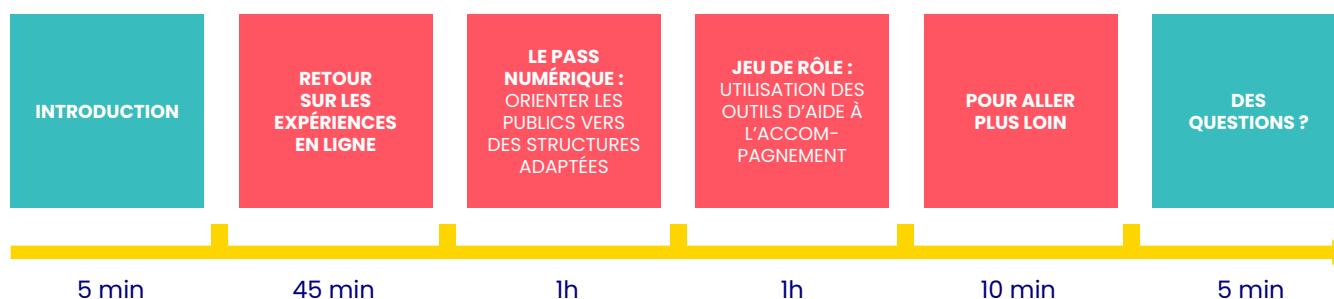 INTRODUCTION
RETOUR
SUR LES
EXPÉRIENCES
EN LIGNE
LE PASS
NUMÉRIQUE :
ORIENTER LES
PUBLICS VERS
DES STRUCTURES
ADAPTÉES
JEU DE RÔLE :
UTILISATION DES
OUTILS D'AIDE À
L'ACCOM-
PAGNEMENT
POUR ALLER
PLUS LOIN
DES
QUESTIONS ?
5 min
45 min
1h
1h
10 min
5 min